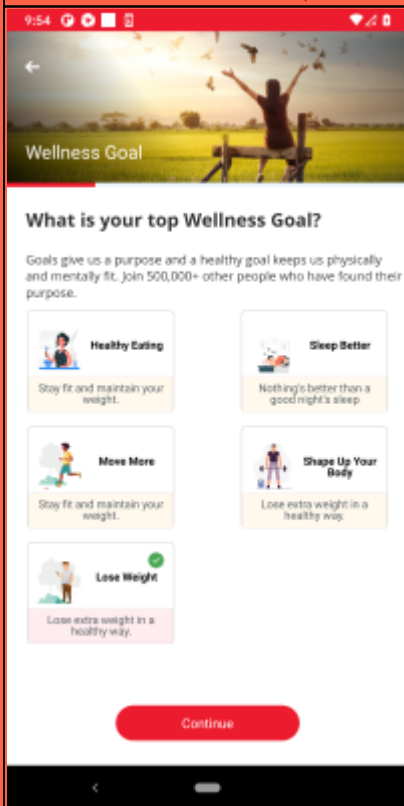 9:54
Wellness Goal
What is your top Wellness Goal?
Goals give us a purpose and a healthy goal keeps us physically
and mentally fit. Join 500,000+ other people who have found their
purpose.
Healthy Eating
Stay fit and maintain your
weight.
Sleep Better
Nothing's better than a
good night's sleep
Move More
Stay fit and maintain your
weight.
Shape Up Your
Body
Lose extra weight in a
healthy way.
Lose Weight
Lose extra weight in a
healthy way.
Continue